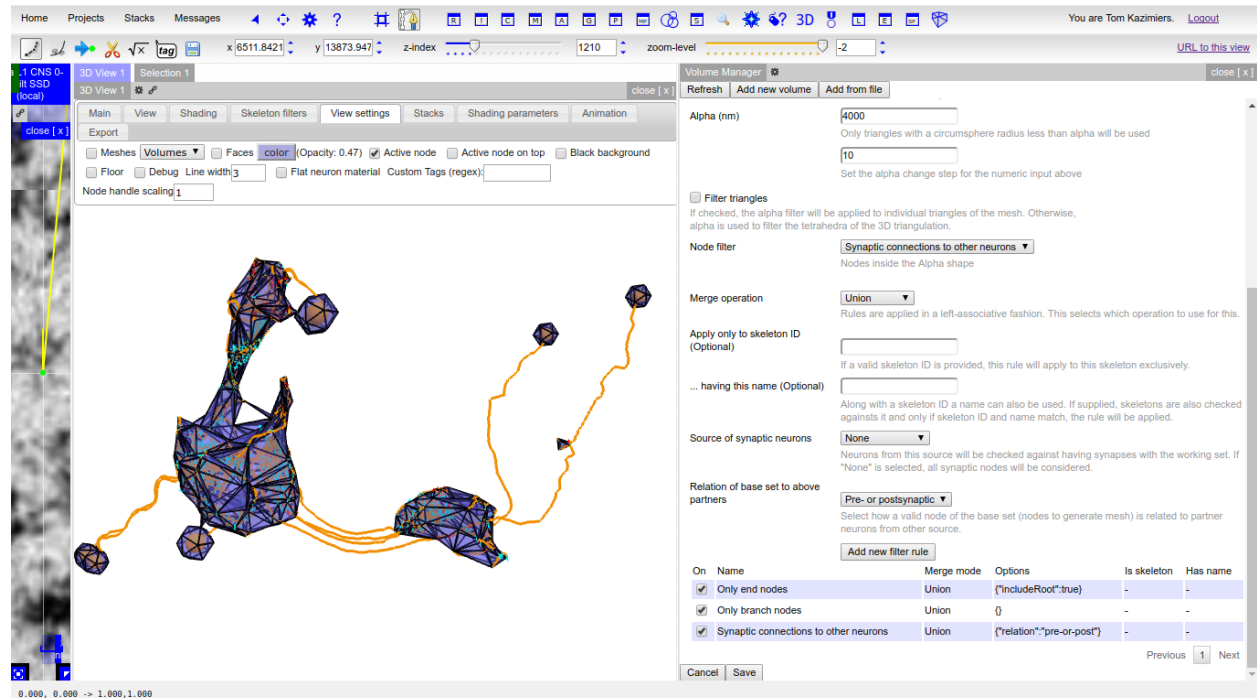 Home Projects Stacks Messages ? 3D You are Tom Kazimiers. Logout
R T C M A G P MF S L E SP
tag x 6511.8421 y 13873.947 z-index 1210 zoom-level -2 URL to this view
.1 CNS 0-
ilt SSD
(local)
close [ x ]
3D View 1 Selection 1
3D View 1 close [ x ]
Main View Shading Skeleton filters View settings Stacks Shading parameters Animation
Export
Meshes Volumes Faces color (Opacity: 0.47) Active node Active node on top Black background
Floor Debug Line width 3 Flat neuron material Custom Tags (regex):
Node handle scaling 1
Volume Manager close [ x ]
Refresh Add new volume Add from file
Alpha (nm) 4000
Only triangles with a circumsphere radius less than alpha will be used
10
Set the alpha change step for the numeric input above
Filter triangles
If checked, the alpha filter will be applied to individual triangles of the mesh. Otherwise,
alpha is used to filter the tetrahedra of the 3D triangulation.
Node filter Synaptic connections to other neurons
Nodes inside the Alpha shape
Merge operation Union
Rules are applied in a left-associative fashion. This selects which operation to use for this.
Apply only to skeleton ID
(Optional)
If a valid skeleton ID is provided, this rule will apply to this skeleton exclusively.
... having this name (Optional)
Along with a skeleton ID a name can also be used. If supplied, skeletons are also checked
againsts it and only if skeleton ID and name match, the rule will be applied.
Source of synaptic neurons None
Neurons from this source will be checked against having synapses with the working set. If
"None" is selected, all synaptic nodes will be considered.
Relation of base set to above
partners Pre- or postsynaptic
Select how a valid node of the base set (nodes to generate mesh) is related to partner
neurons from other source.
Add new filter rule
On Name Merge mode Options Is skeleton Has name
Only end nodes Union {"includeRoot":true} - -
Only branch nodes Union {} - -
Synaptic connections to other neurons Union {"relation":"pre-or-post"} - -
Previous 1 Next
Cancel Save
0.000, 0.000 -> 1.000,1.000